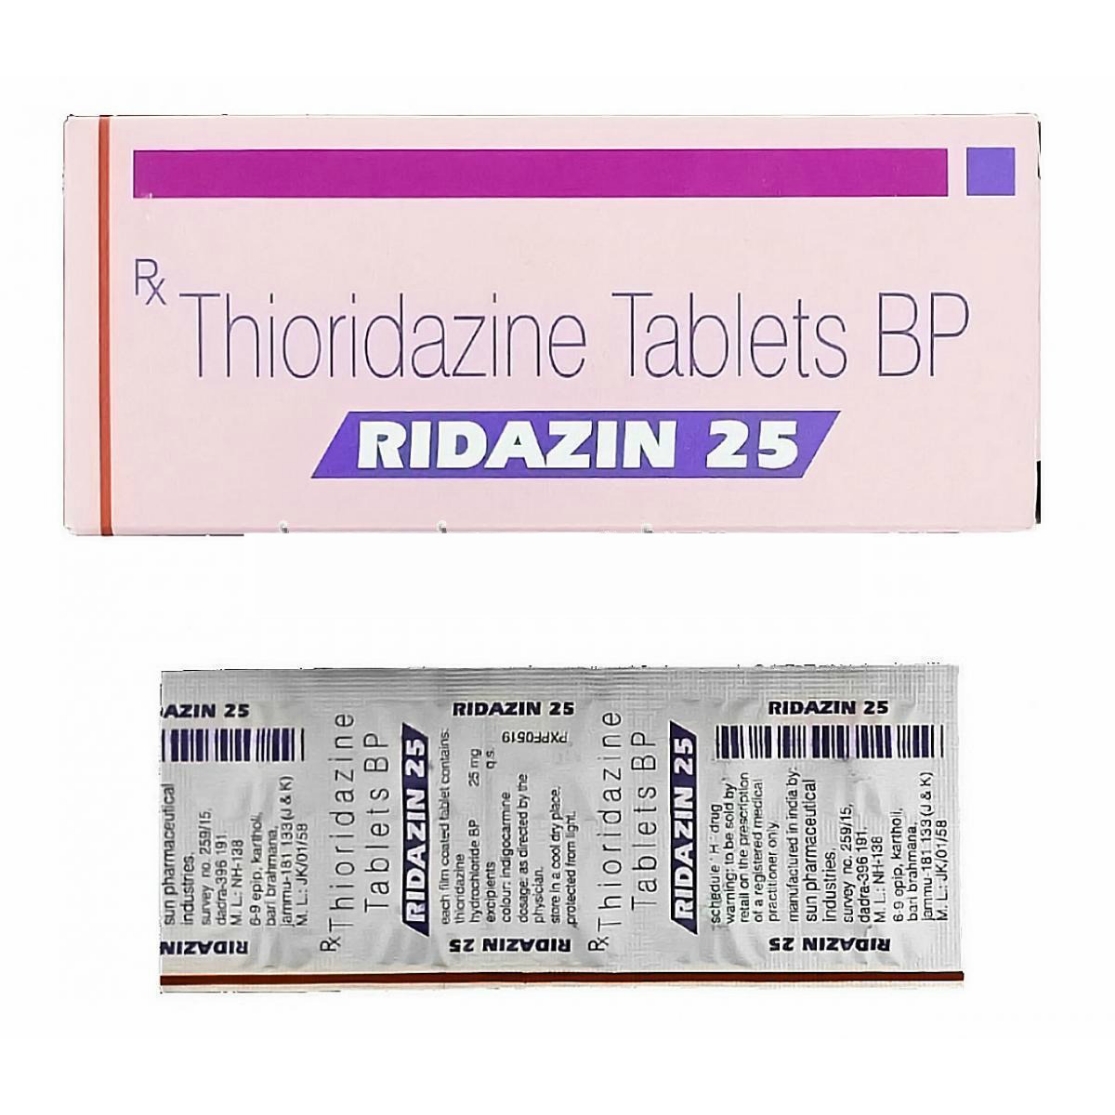 Rx Thioridazine Tablets BP
RIDAZIN 25
AZIN 25
sun pharmaceutical
industries,
survey no. 259/15,
dadra-396 191.
M. L.: NH-138
6-9 epip, kartholi,
bari brahmana,
jammu-181 133 (J & K)
M. L.: JK/01/58
RIDAZIN
Rx Thioridazine
Tablets BP
RIDAZIN 25
RIDAZIN 25
PXPF0519
each film coated tablet contains:
thioridazine
hydrochloride BP 25 mg
excipients q.s.
colour: indigocarmine
dosage: as directed by the
physician.
store in a cool dry place,
protected from light.
RIDAZIN 25
Rx Thioridazine
Tablets BP
RIDAZIN 25
RIDAZIN 25
schedule 'H' drug
warning: to be sold by
retail on the prescription
of a registered medical
practitioner only.
manufactured in india by:
sun pharmaceutical
industries,
survey no. 259/15,
dadra-396 191.
M. L.: NH-138
6-9 epip, kartholi,
bari brahmana,
jammu-181 133 (J & K)
M. L.: JK/01/58
RIDAZIN 25